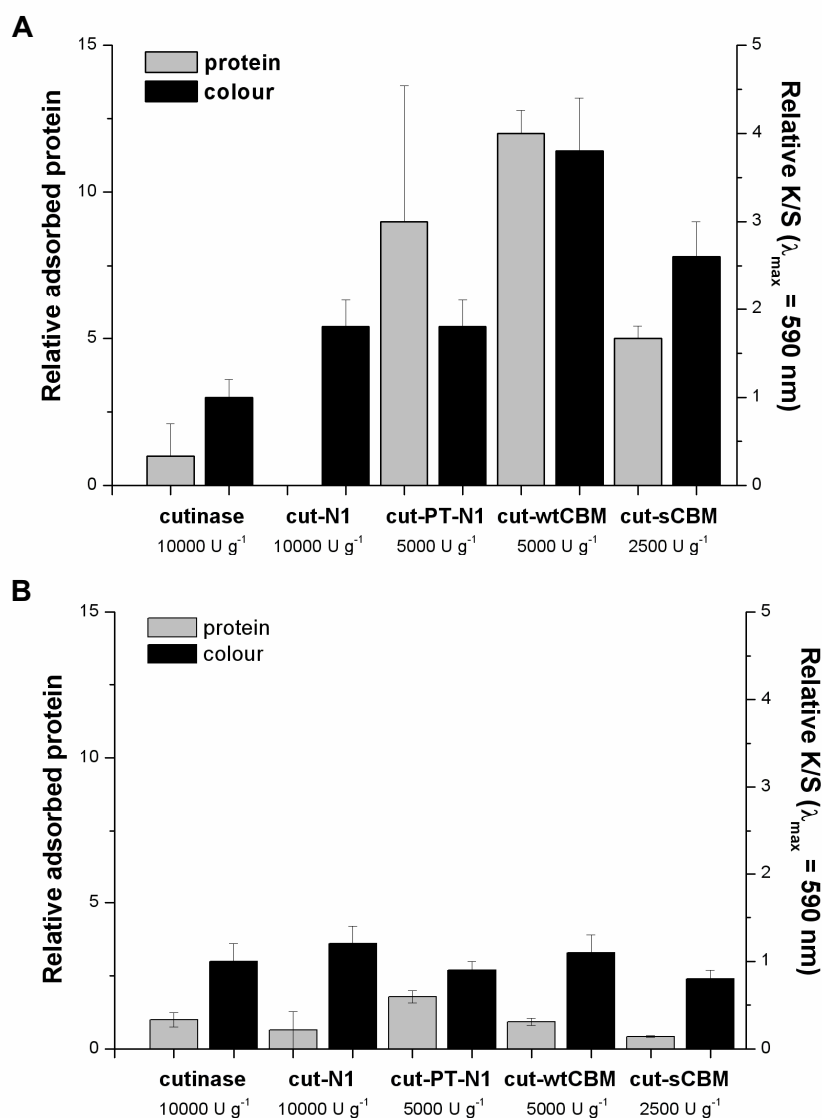 A
protein
colour
Relative adsorbed protein
15
10
5
0
5
4
3
2
1
0
Relative K/S (λmax = 590 nm)
cutinase cut-N1 cut-PT-N1 cut-wtCBM cut-sCBM
10000 U g⁻¹ 10000 U g⁻¹ 5000 U g⁻¹ 5000 U g⁻¹ 2500 U g⁻¹
B
protein
colour
Relative adsorbed protein
15
10
5
0
5
4
3
2
1
0
Relative K/S (λmax = 590 nm)
cutinase cut-N1 cut-PT-N1 cut-wtCBM cut-sCBM
10000 U g⁻¹ 10000 U g⁻¹ 5000 U g⁻¹ 5000 U g⁻¹ 2500 U g⁻¹